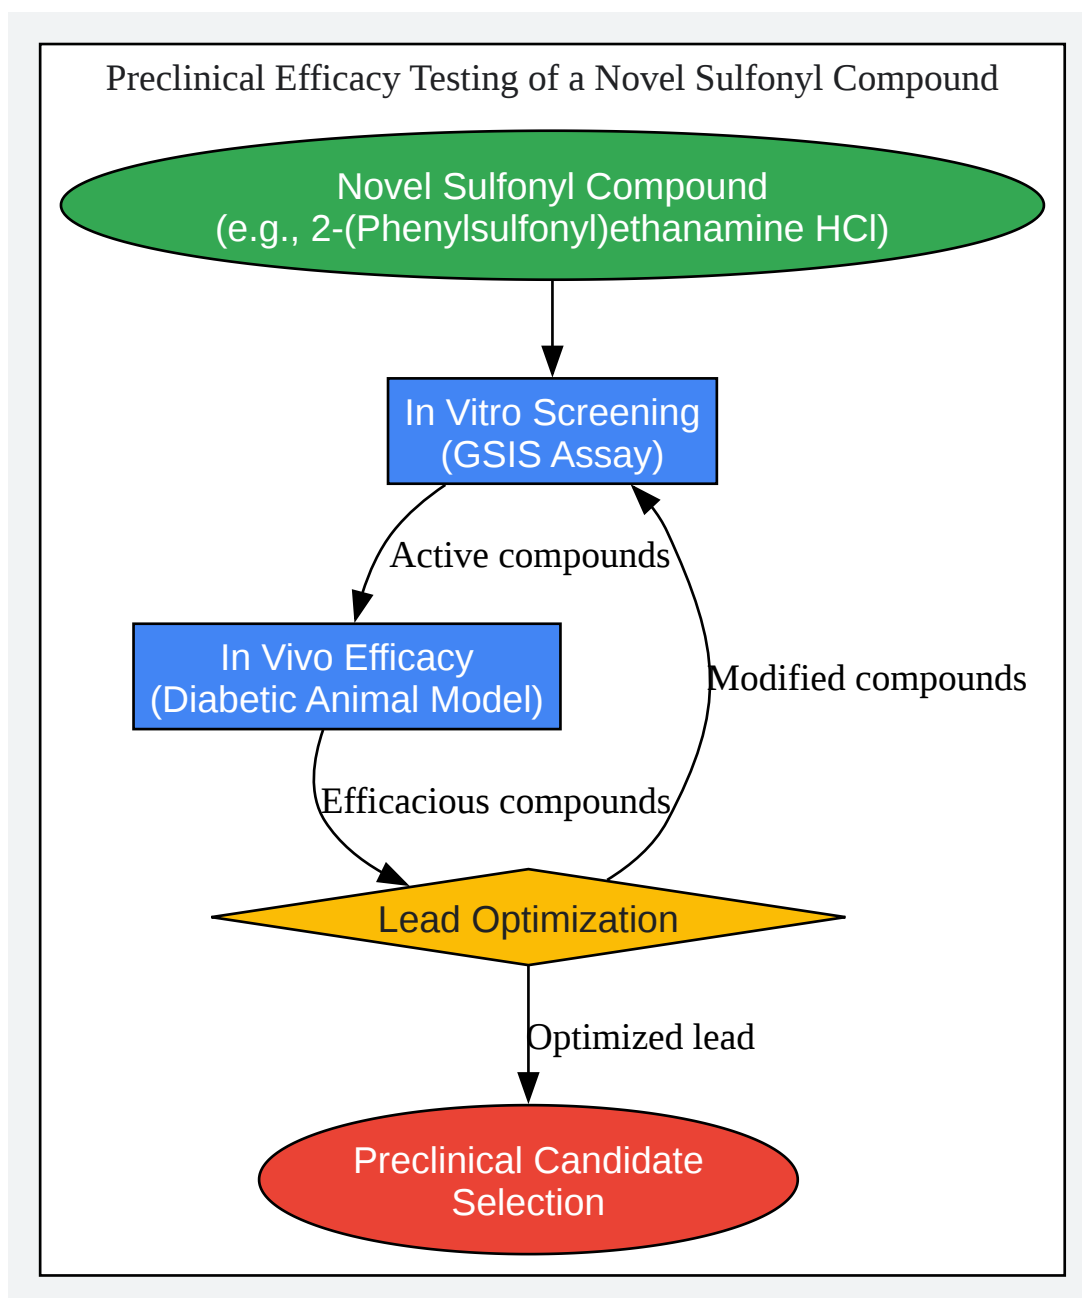 Preclinical Efficacy Testing of a Novel Sulfonyl Compound
Novel Sulfonyl Compound
(e.g., 2-(Phenylsulfonyl)ethanamine HCl)
In Vitro Screening
(GSIS Assay)
Active compounds
In Vivo Efficacy
(Diabetic Animal Model)
Modified compounds
Efficacious compounds
Lead Optimization
Optimized lead
Preclinical Candidate
Selection